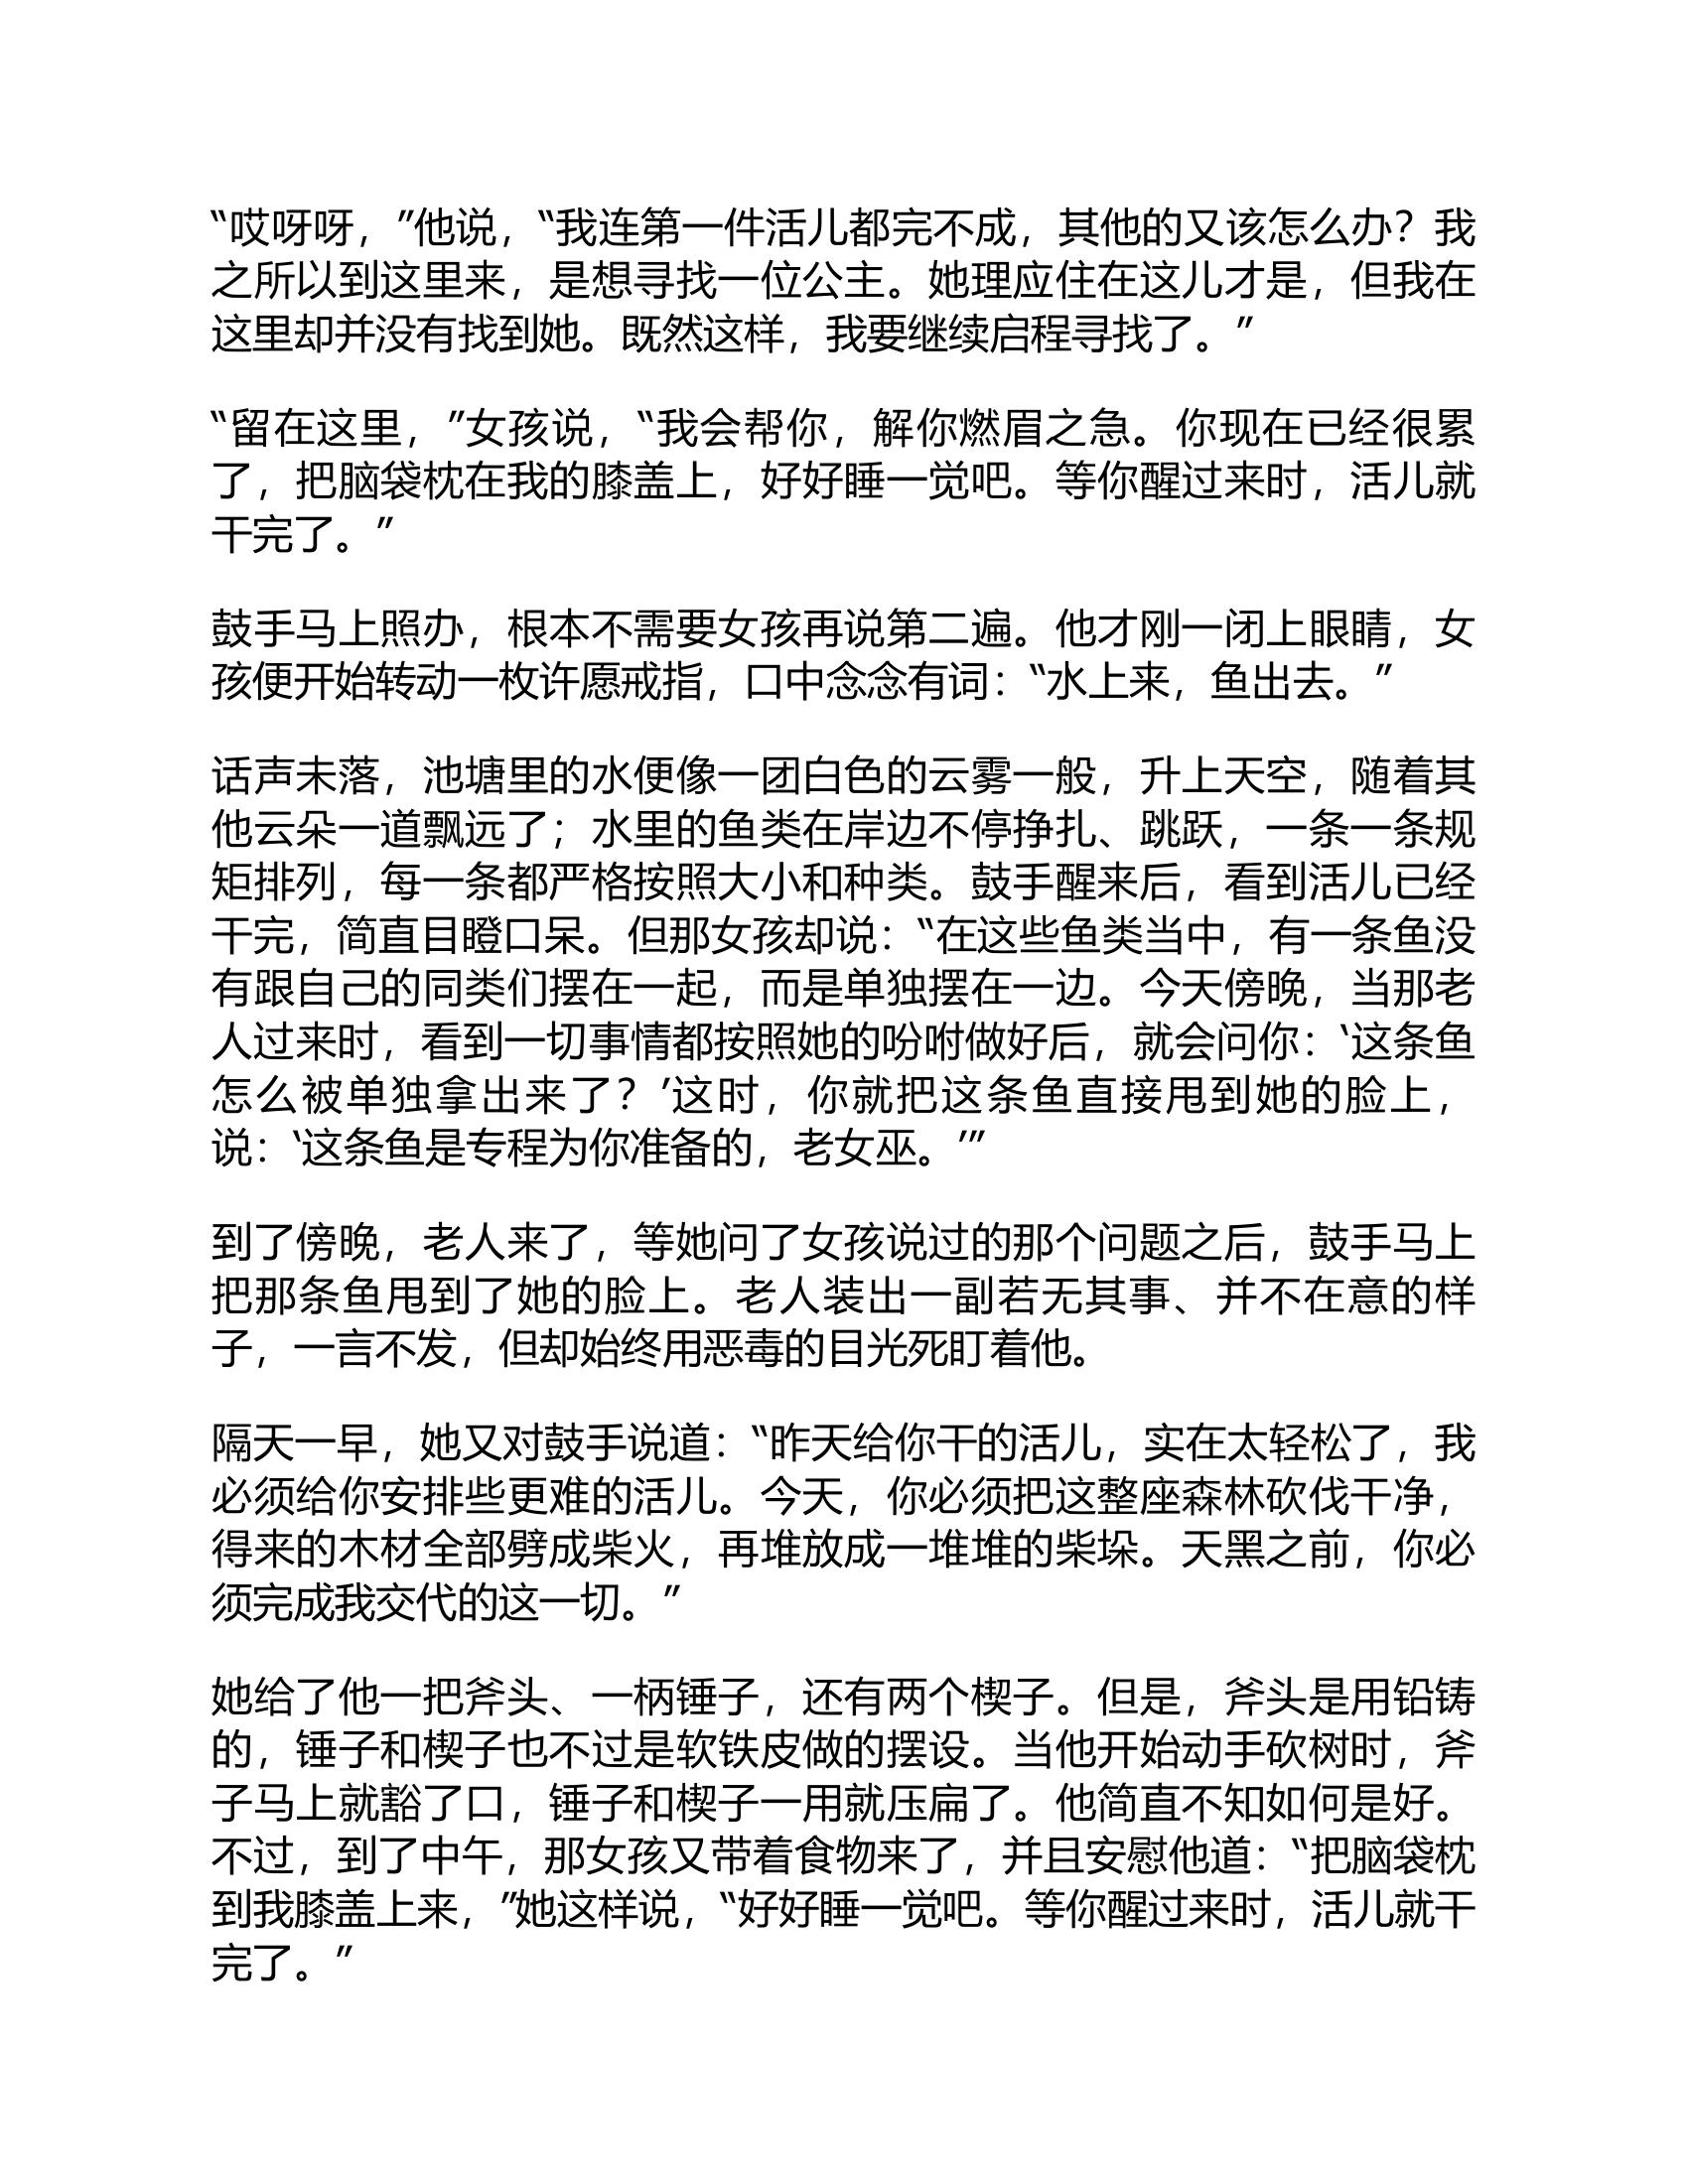 “哎呀呀，”他说，“我连第一件活儿都完不成，其他的又该怎么办？我
之所以到这里来，是想寻找一位公主。她理应住在这儿才是，但我在
这里却并没有找到她。既然这样，我要继续启程寻找了。”
“留在这里，”女孩说，“我会帮你，解你燃眉之急。你现在已经很累
了，把脑袋枕在我的膝盖上，好好睡一觉吧。等你醒过来时，活儿就
干完了。”
鼓手马上照办，根本不需要女孩再说第二遍。他才刚一闭上眼睛，女
孩便开始转动一枚许愿戒指，口中念念有词：“水上来，鱼出去。”
话声未落，池塘里的水便像一团白色的云雾一般，升上天空，随着其
他云朵一道飘远了；水里的鱼类在岸边不停挣扎、跳跃，一条一条规
矩排列，每一条都严格按照大小和种类。鼓手醒来后，看到活儿已经
干完，简直目瞪口呆。但那女孩却说：“在这些鱼类当中，有一条鱼没
有跟自己的同类们摆在一起，而是单独摆在一边。今天傍晚，当那老
人过来时，看到一切事情都按照她的吩咐做好后，就会问你：‘这条鱼
怎么被单独拿出来了？’这时，你就把这条鱼直接甩到她的脸上，
说：‘这条鱼是专程为你准备的，老女巫。’”
到了傍晚，老人来了，等她问了女孩说过的那个问题之后，鼓手马上
把那条鱼甩到了她的脸上。老人装出一副若无其事、并不在意的样
子，一言不发，但却始终用恶毒的目光死盯着他。
隔天一早，她又对鼓手说道：“昨天给你干的活儿，实在太轻松了，我
必须给你安排些更难的活儿。今天，你必须把这整座森林砍伐干净，
得来的木材全部劈成柴火，再堆放成一堆堆的柴垛。天黑之前，你必
须完成我交代的这一切。”
她给了他一把斧头、一柄锤子，还有两个楔子。但是，斧头是用铅铸
的，锤子和楔子也不过是软铁皮做的摆设。当他开始动手砍树时，斧
子马上就豁了口，锤子和楔子一用就压扁了。他简直不知如何是好。
不过，到了中午，那女孩又带着食物来了，并且安慰他道：“把脑袋枕
到我膝盖上来，”她这样说，“好好睡一觉吧。等你醒过来时，活儿就干
完了。”